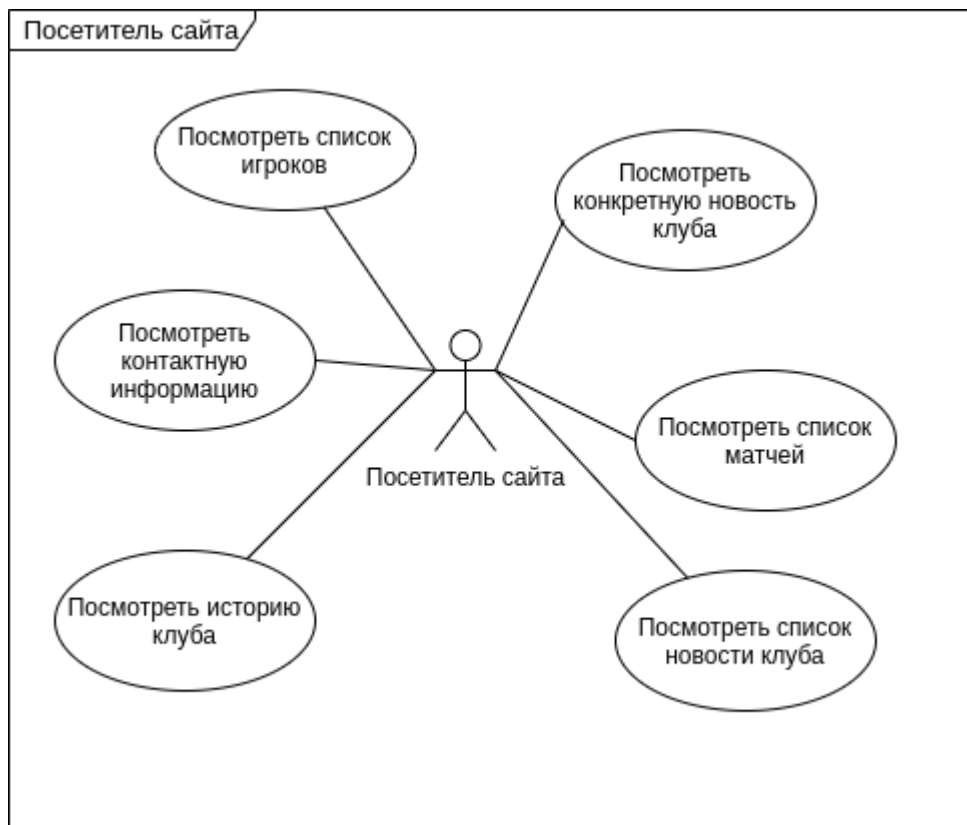 Посетитель сайта
Посмотреть список
игроков
Посмотреть
конкретную новость
клуба
Посмотреть
контактную
информацию
Посмотреть список
матчей
Посетитель сайта
Посмотреть историю
клуба
Посмотреть список
новости клуба